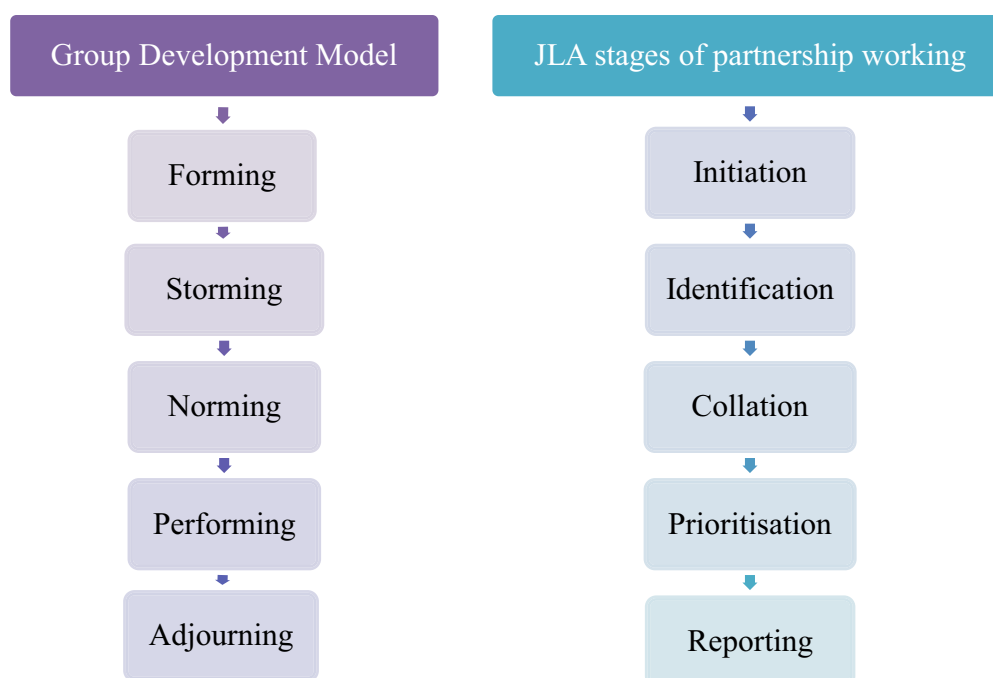 Group Development Model
Forming
Storming
Norming
Performing
Adjourning
JLA stages of partnership working
Initiation
Identification
Collation
Prioritisation
Reporting